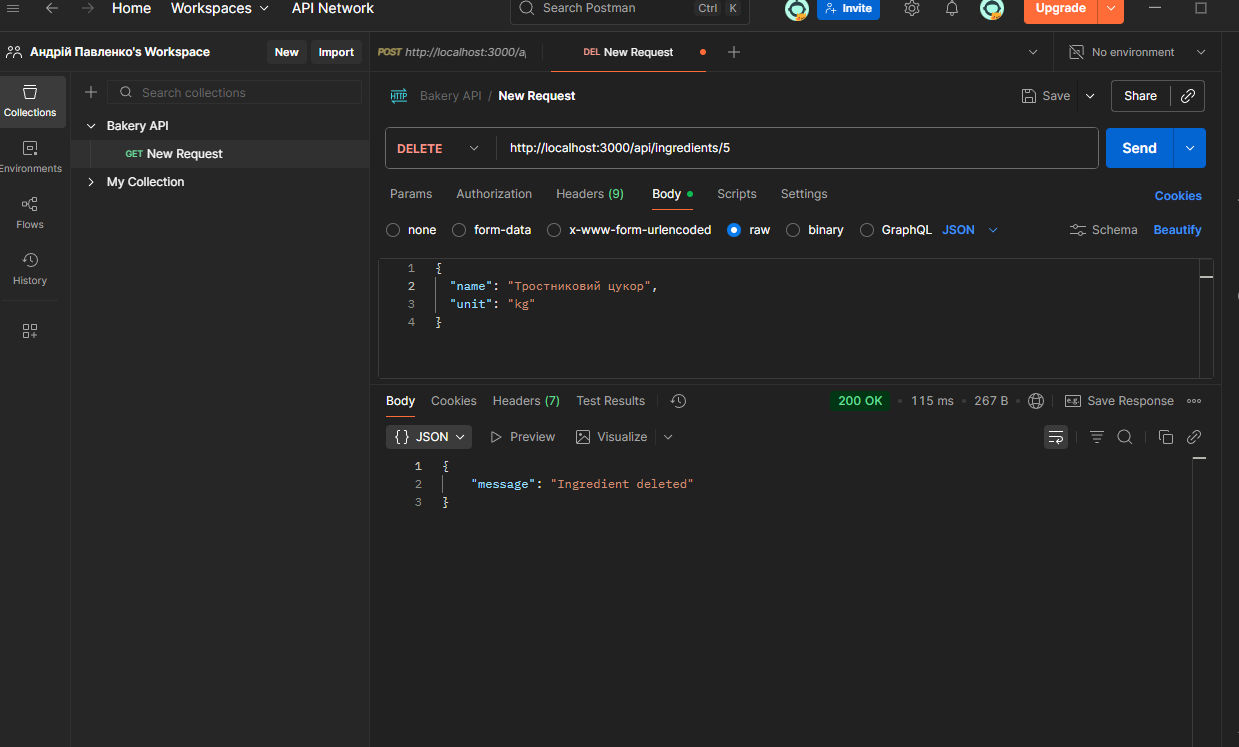 Home Workspaces API Network Search Postman Ctrl K Invite Upgrade
Андрій Павленко's Workspace New Import
POST http://localhost:3000/a DEL New Request No environment
Collections
Environments
Flows
History
Search collections
Bakery API
GET New Request
My Collection
HTTP Bakery API / New Request Save Share
DELETE http://localhost:3000/api/ingredients/5 Send
Params Authorization Headers (9) Body Scripts Settings Cookies
none form-data x-www-form-urlencoded raw binary GraphQL JSON Schema Beautify
1 {
2 "name": "Тростниковий цукор",
3 "unit": "kg"
4 }
Body Cookies Headers (7) Test Results 200 OK • 115 ms • 267 B • e.g. Save Response
{} JSON Preview Visualize
1 {
2 "message": "Ingredient deleted"
3 }